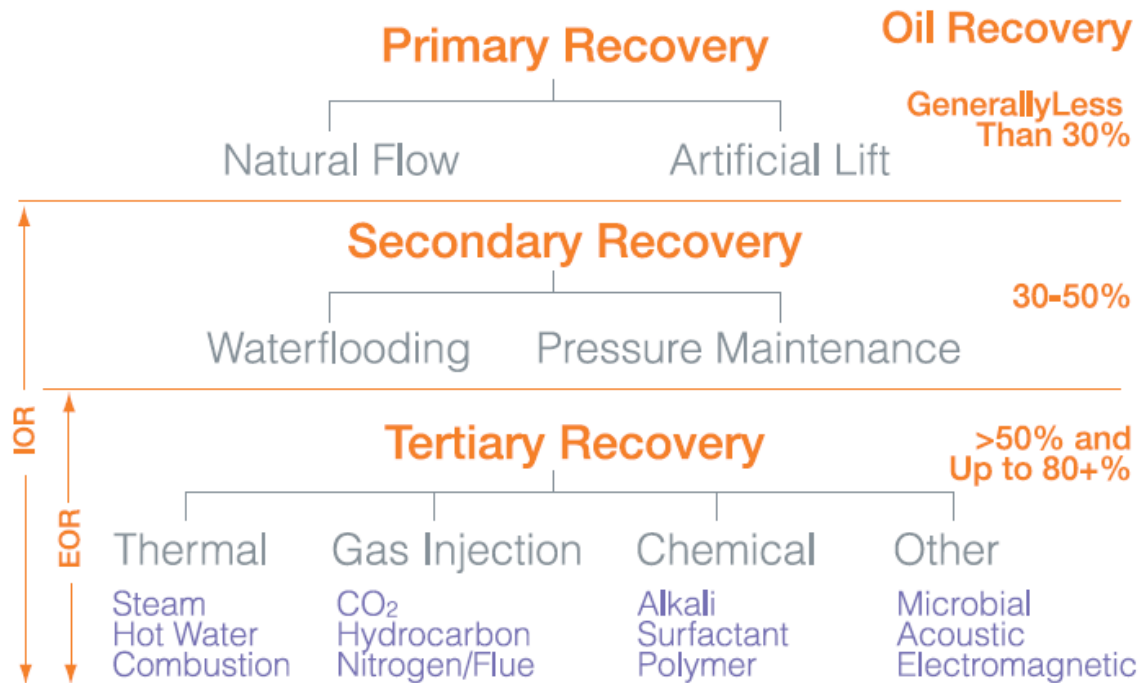 Primary Recovery
Oil Recovery
GenerallyLess
Than 30%
Natural Flow
Artificial Lift
Secondary Recovery
30-50%
Waterflooding
Pressure Maintenance
IOR
EOR
Tertiary Recovery
>50% and
Up to 80+%
Thermal
Gas Injection
Chemical
Other
Steam
Hot Water
Combustion
CO₂
Hydrocarbon
Nitrogen/Flue
Alkali
Surfactant
Polymer
Microbial
Acoustic
Electromagnetic